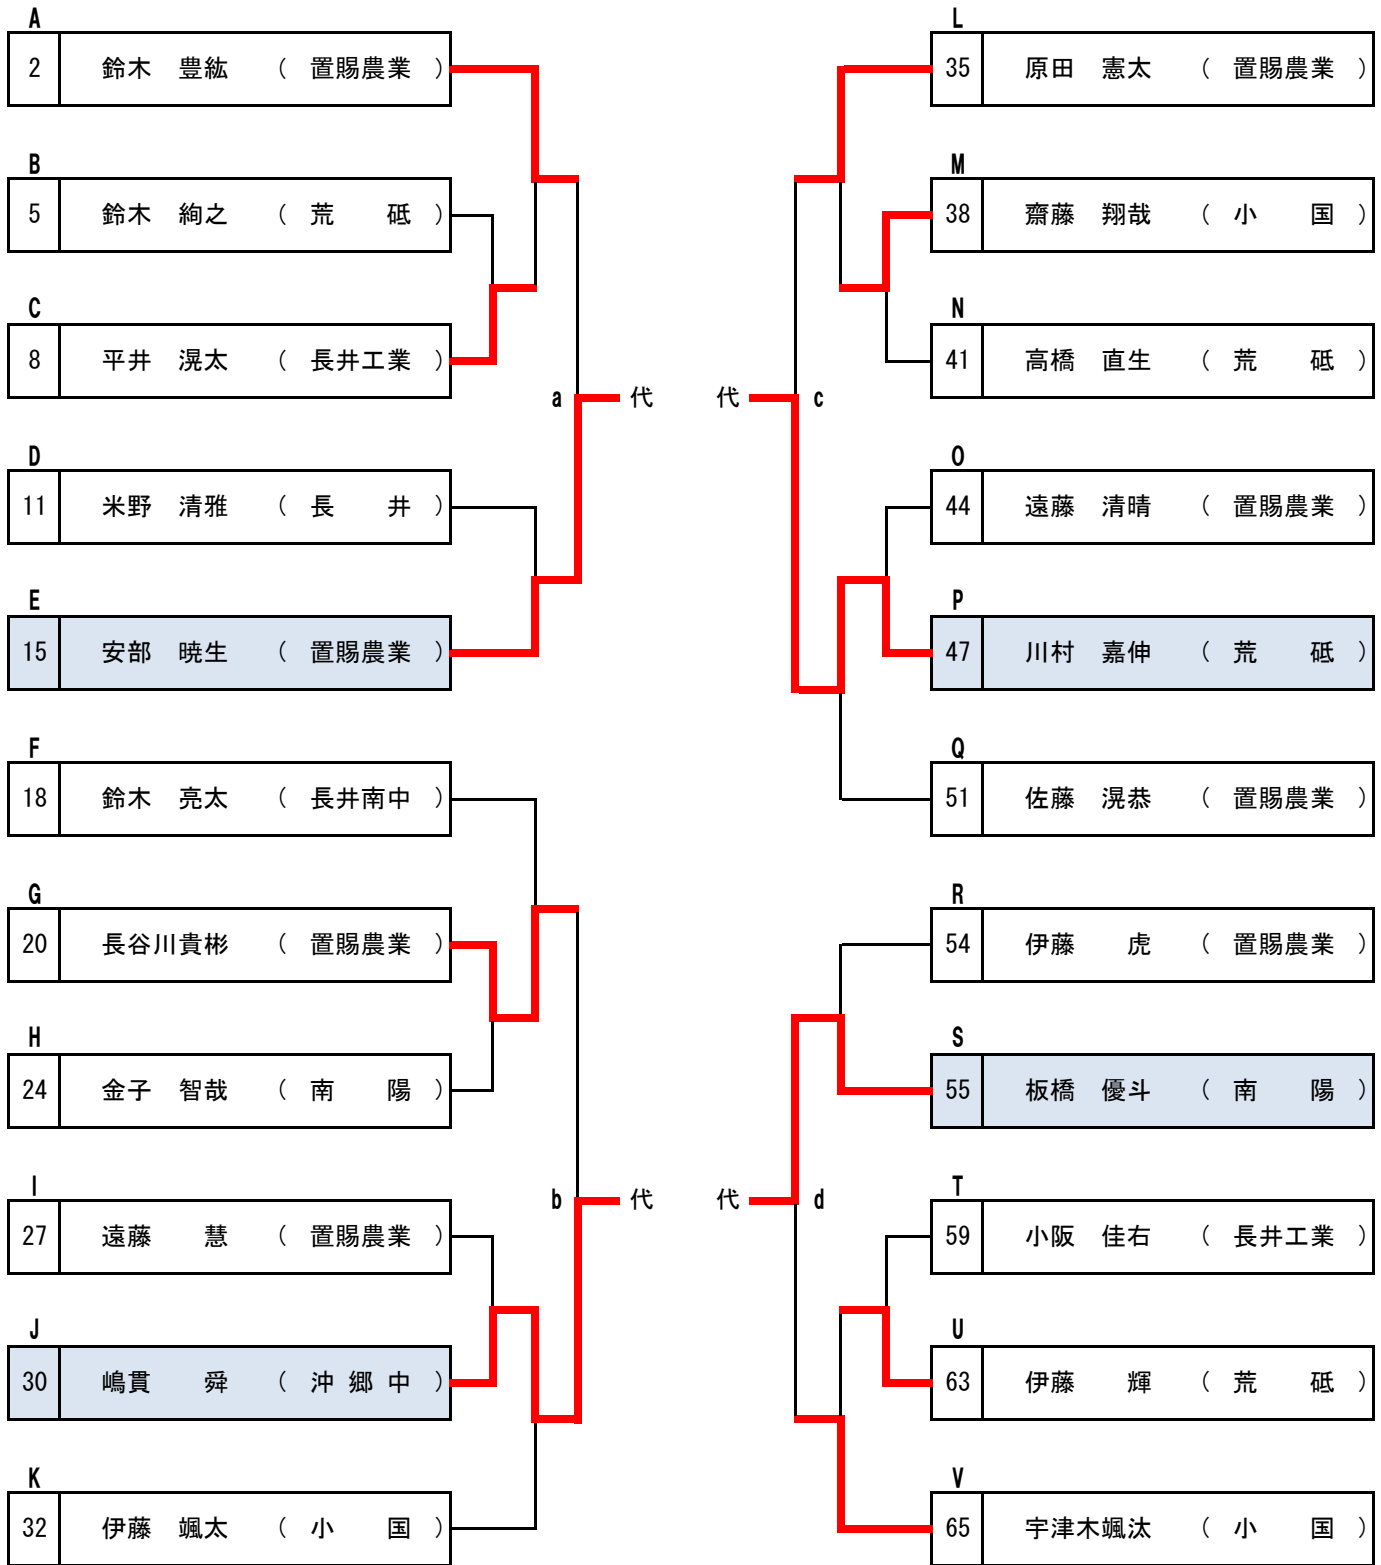 A
2 鈴木 豊紘 ( 置賜農業 )
B
5 鈴木 絢之 ( 荒 砥 )
C
8 平井 滉太 ( 長井工業 )
a 代
D
11 米野 清雅 ( 長 井 )
E
15 安部 暁生 ( 置賜農業 )
F
18 鈴木 亮太 ( 長井南中 )
G
20 長谷川貴彬 ( 置賜農業 )
H
24 金子 智哉 ( 南 陽 )
I
27 遠藤 慧 ( 置賜農業 )
b 代
J
30 嶋貫 舜 ( 沖 郷 中 )
K
32 伊藤 颯太 ( 小 国 )
L
35 原田 憲太 ( 置賜農業 )
M
38 齋藤 翔哉 ( 小 国 )
N
41 高橋 直生 ( 荒 砥 )
代 c
O
44 遠藤 清晴 ( 置賜農業 )
P
47 川村 嘉伸 ( 荒 砥 )
Q
51 佐藤 滉恭 ( 置賜農業 )
R
54 伊藤 虎 ( 置賜農業 )
S
55 板橋 優斗 ( 南 陽 )
T
59 小阪 佳右 ( 長井工業 )
代 d
U
63 伊藤 輝 ( 荒 砥 )
V
65 宇津木颯汰 ( 小 国 )